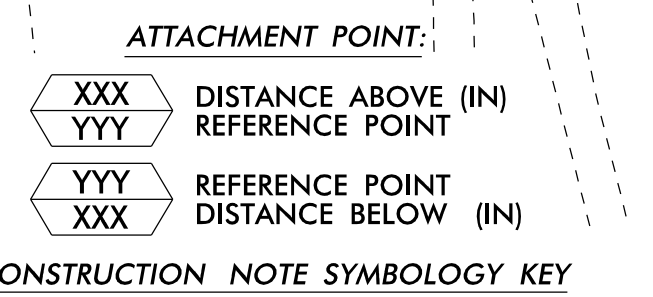 ATTACHMENT POINT:
XXX DISTANCE ABOVE (IN)
YYY REFERENCE POINT
YYY REFERENCE POINT
XXX DISTANCE BELOW (IN)
ONSTRUCTION NOTE SYMBOLOGY KEY